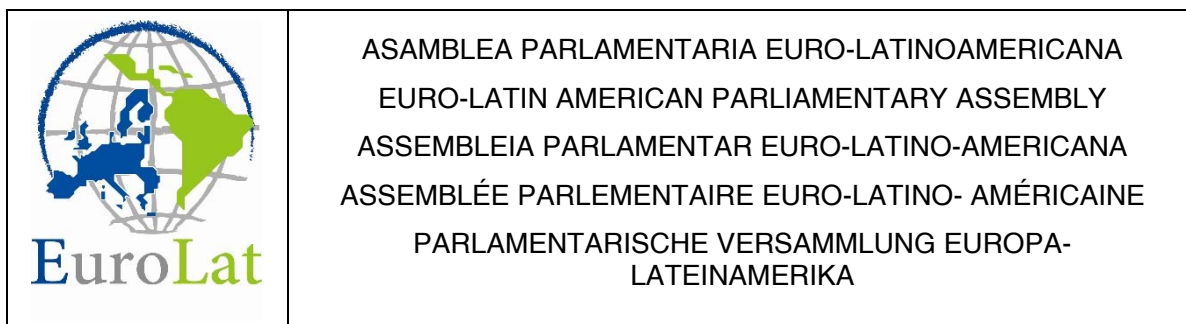 EuroLat
ASAMBLEA PARLAMENTARIA EURO-LATINOAMERICANA
EURO-LATIN AMERICAN PARLIAMENTARY ASSEMBLY
ASSEMBLEIA PARLAMENTAR EURO-LATINO-AMERICANA
ASSEMBLÉE PARLEMENTAIRE EURO-LATINO- AMÉRICAINE
PARLAMENTARISCHE VERSAMMLUNG EUROPA-
LATEINAMERIKA